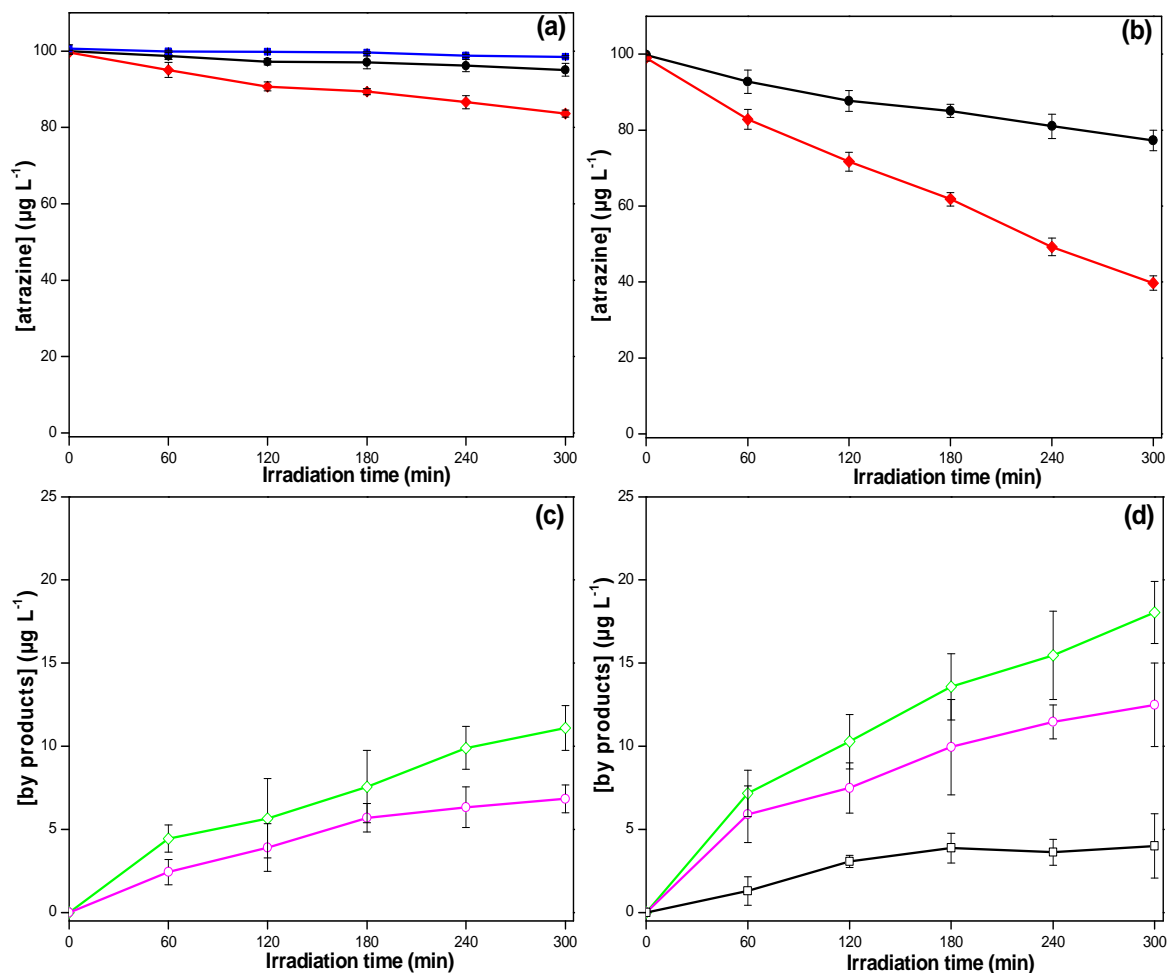 (a)
[atrazine] (µg L⁻¹)
100
80
60
40
20
0
0 60 120 180 240 300
Irradiation time (min)
(b)
[atrazine] (µg L⁻¹)
100
80
60
40
20
0
0 60 120 180 240 300
Irradiation time (min)
(c)
[by products] (µg L⁻¹)
25
20
15
10
5
0
0 60 120 180 240 300
Irradiation time (min)
(d)
[by products] (µg L⁻¹)
25
20
15
10
5
0
0 60 120 180 240 300
Irradiation time (min)